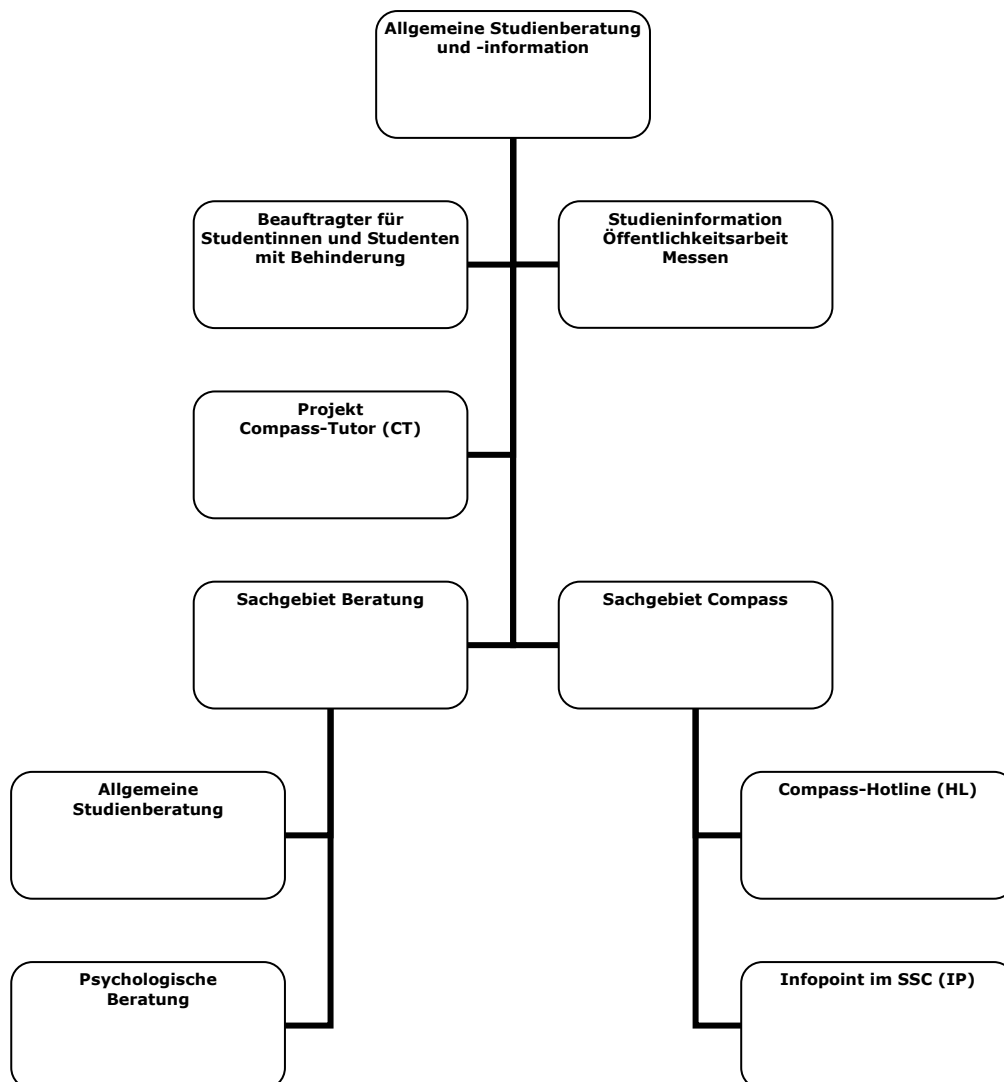 Allgemeine Studienberatung
und -information
Beauftragter für
Studentinnen und Studenten
mit Behinderung
Studieninformation
Öffentlichkeitsarbeit
Messen
Projekt
Compass-Tutor (CT)
Sachgebiet Beratung
Sachgebiet Compass
Allgemeine
Studienberatung
Compass-Hotline (HL)
Psychologische
Beratung
Infopoint im SSC (IP)